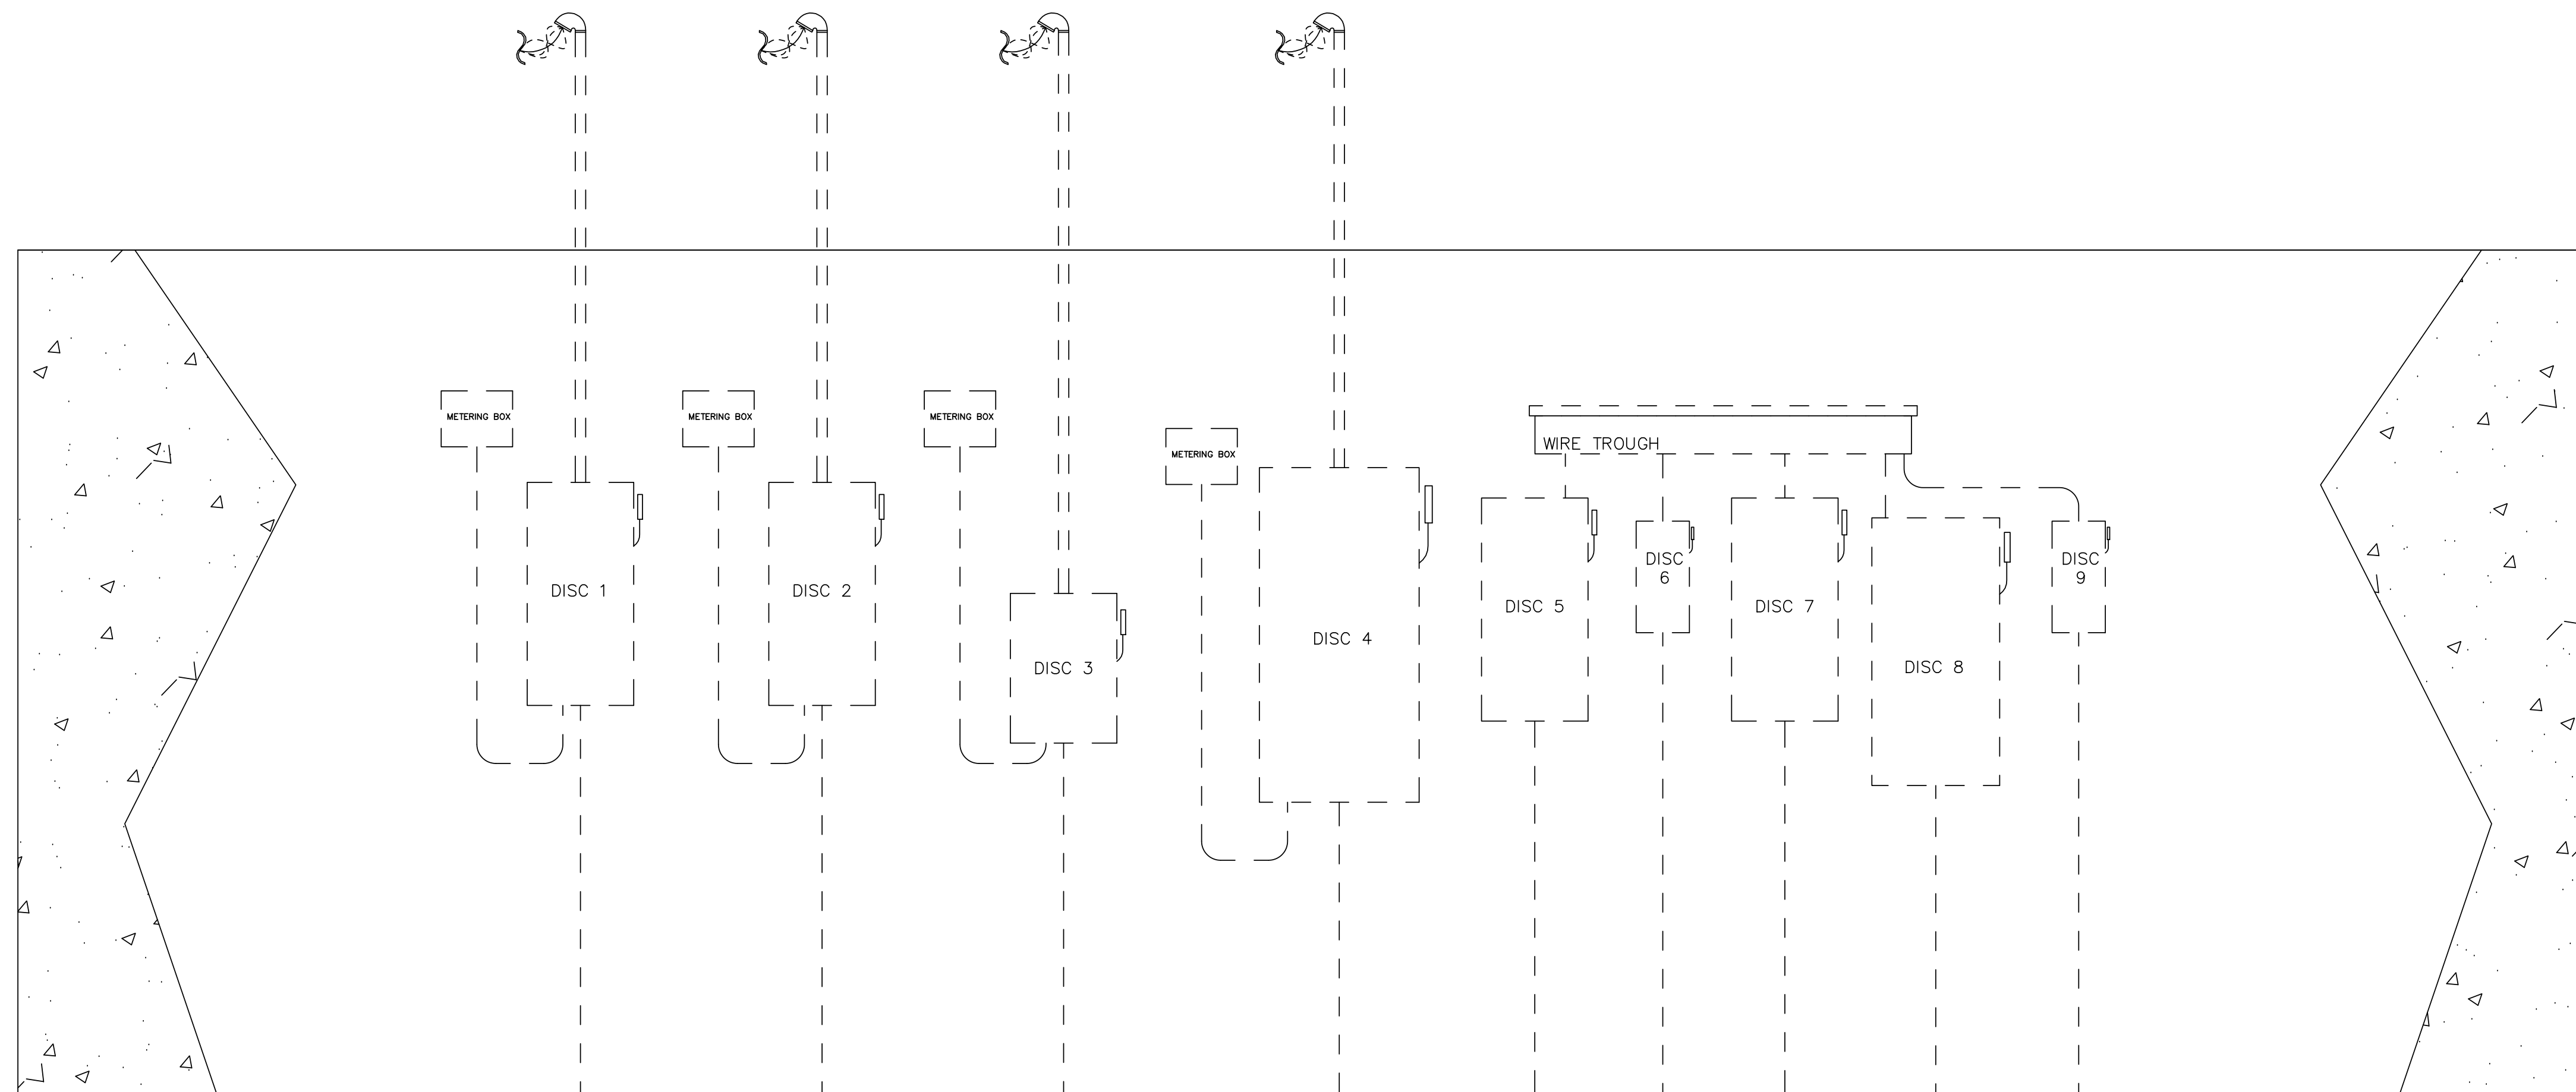 METERING BOX
METERING BOX
METERING BOX
METERING BOX
WIRE TROUGH
DISC 1
DISC 2
DISC 3
DISC 4
DISC 5
DISC
6
DISC 7
DISC 8
DISC
9